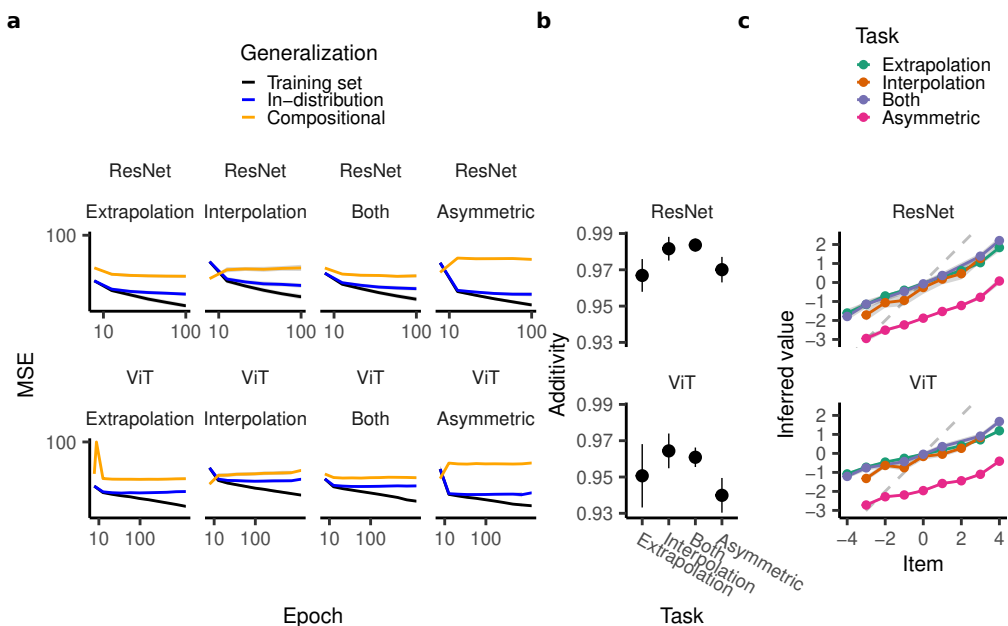 a
b
c
Generalization
Training set
In-distribution
Compositional
Task
Extrapolation
Interpolation
Both
Asymmetric
ResNet
ResNet
ResNet
ResNet
Extrapolation
Interpolation
Both
Asymmetric
100
10
100
10
100
10
100
10
100
ViT
ViT
ViT
ViT
Extrapolation
Interpolation
Both
Asymmetric
100
10
100
10
100
10
100
10
100
MSE
Epoch
ResNet
0.99
0.97
0.95
0.93
ViT
0.99
0.97
0.95
0.93
Additivity
Extrapolation
Interpolation
Both
Asymmetric
Task
ResNet
2
1
0
−1
−2
−3
ViT
2
1
0
−1
−2
−3
−4
−2
0
2
4
Inferred value
Item